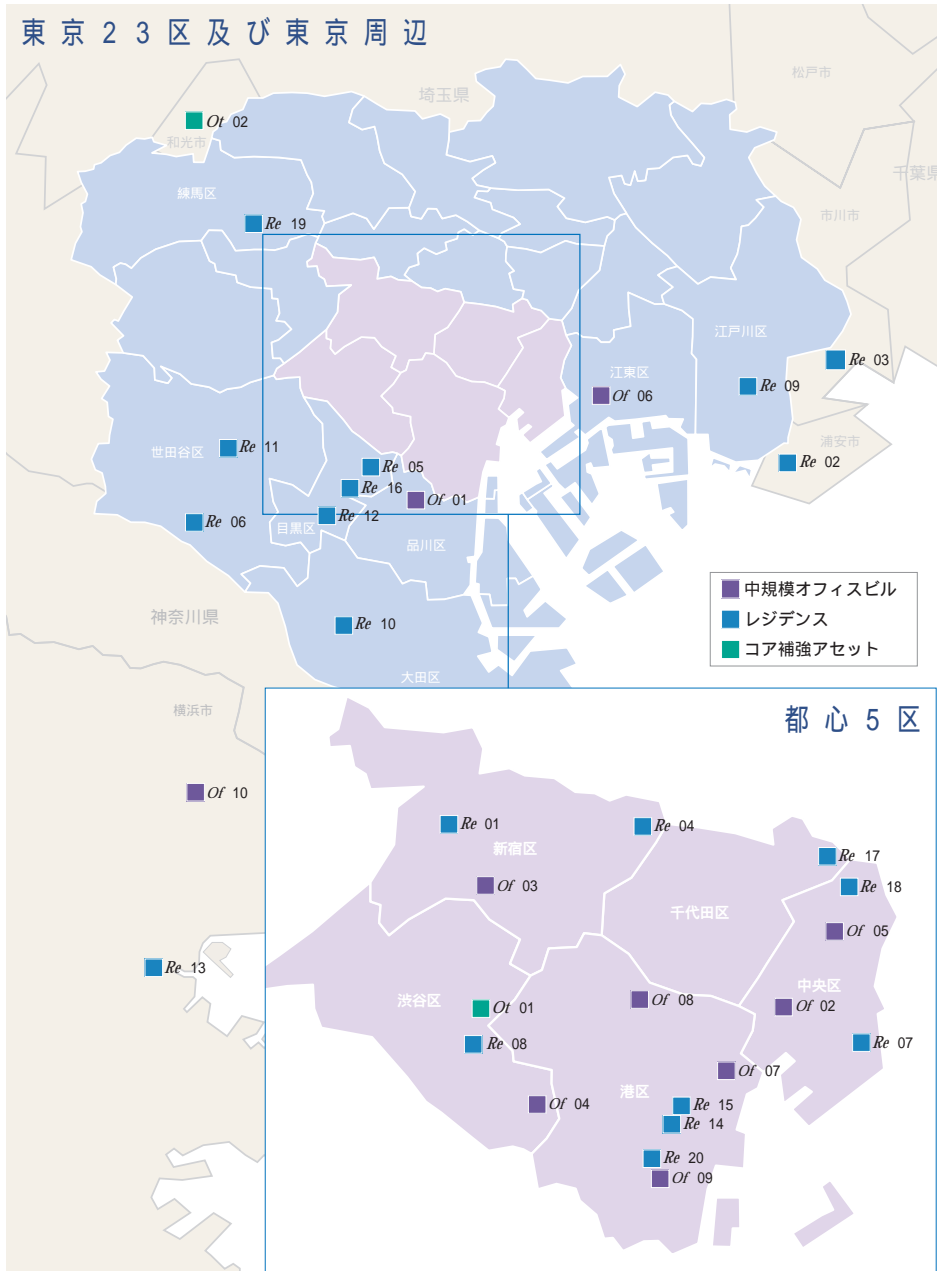 東京23区及び東京周辺
松戸市
埼玉県
Ot 02
和光市
千葉県
練馬区
市川市
Re 19
江戸川区
Re 03
江東区
Re 09
Of 06
浦安市
世田谷区
Re 11
Re 02
Re 05
Re 16
Of 01
Re 06
Re 12
目黒区
品川区
中規模オフィスビル
レジデンス
コア補強アセット
神奈川県
Re 10
大田区
横浜市
Of 10
Re 13
都心5区
Re 01
Re 04
新宿区
Re 17
Of 03
Re 18
千代田区
Of 05
中央区
渋谷区
Of 08
Ot 01
Of 02
Re 08
Re 07
Of 07
港区
Of 04
Re 15
Re 14
Re 20
Of 09